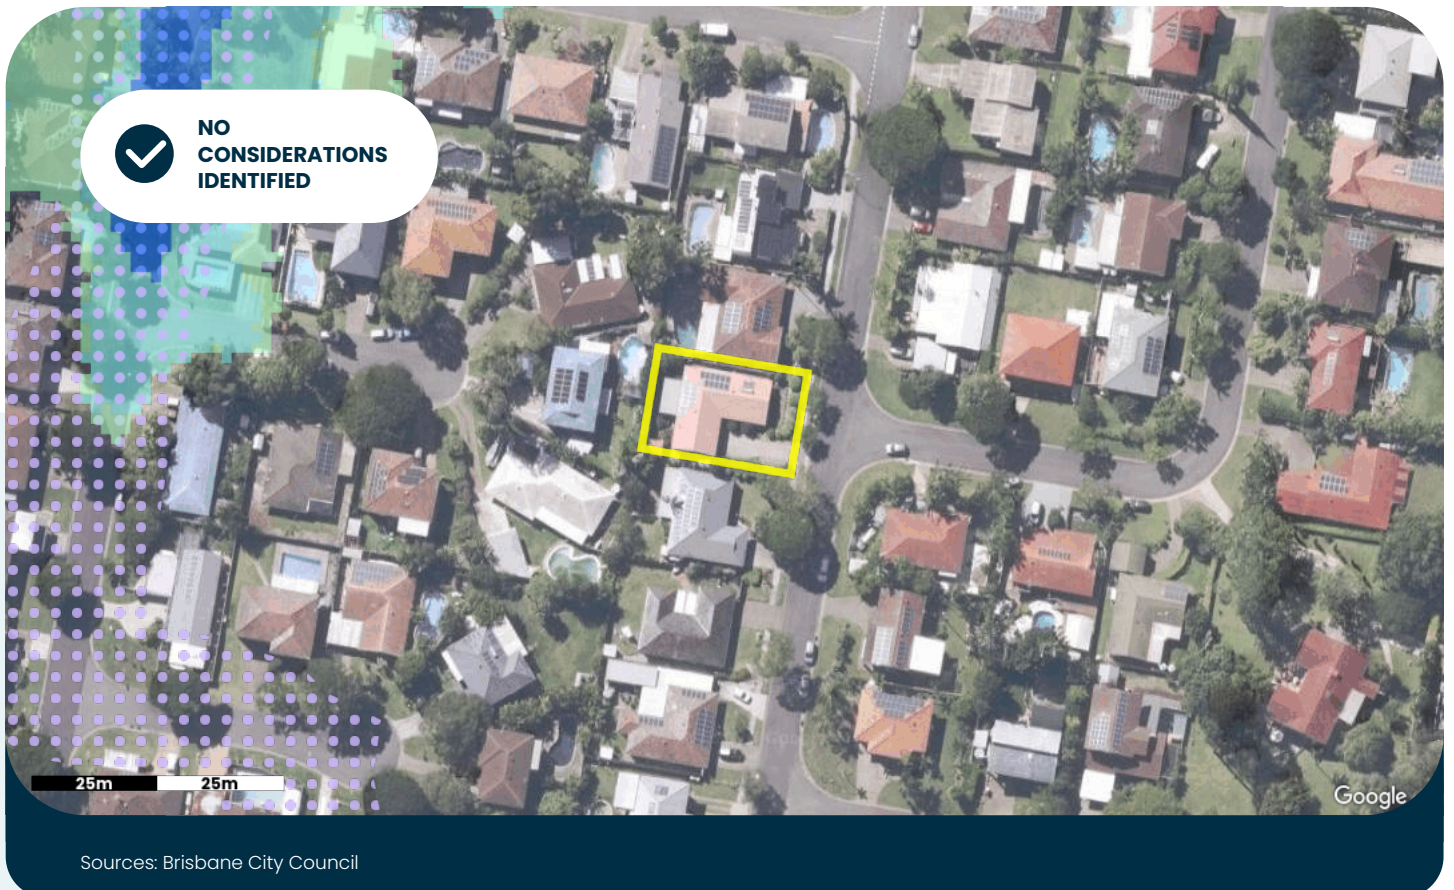 NO
CONSIDERATIONS
IDENTIFIED
25m 25m
Google
Sources: Brisbane City Council